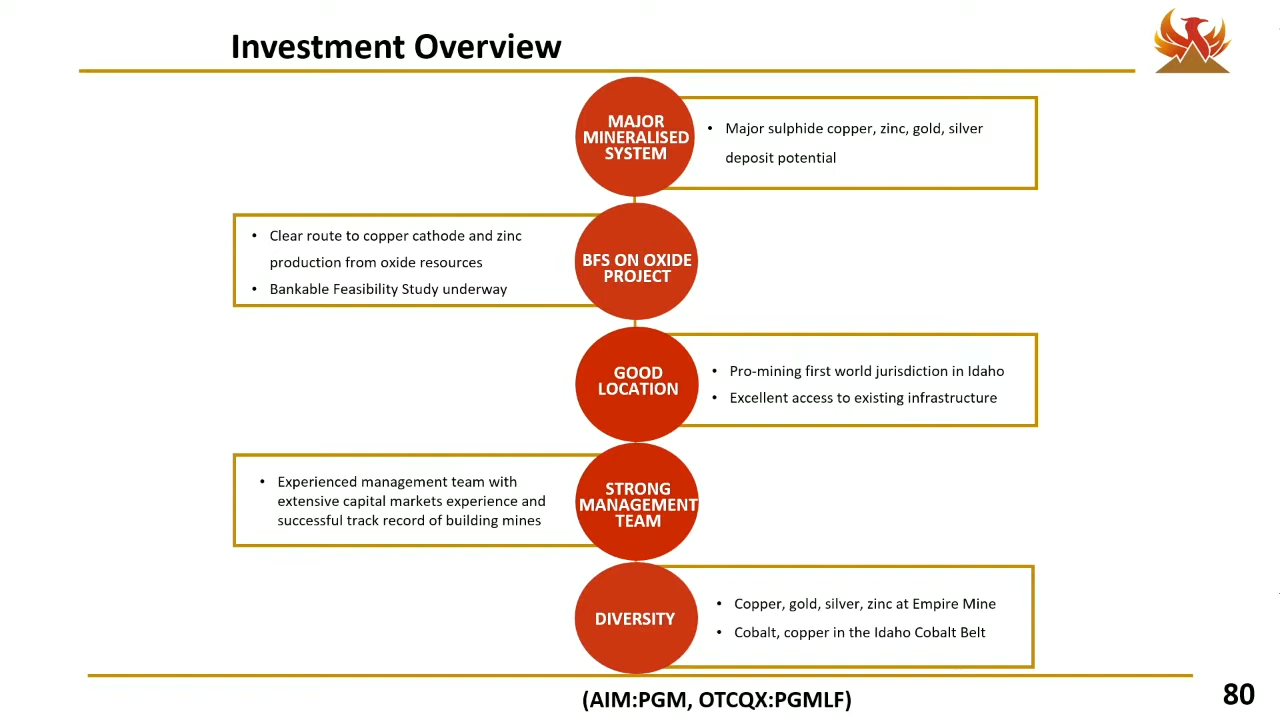 Investment Overview
MAJOR
MINERALISED
SYSTEM
• Major sulphide copper, zinc, gold, silver
deposit potential
• Clear route to copper cathode and zinc
production from oxide resources
• Bankable Feasibility Study underway
BFS ON OXIDE
PROJECT
GOOD
LOCATION
• Pro-mining first world jurisdiction in Idaho
• Excellent access to existing infrastructure
• Experienced management team with
extensive capital markets experience and
successful track record of building mines
STRONG
MANAGEMENT
TEAM
DIVERSITY
• Copper, gold, silver, zinc at Empire Mine
• Cobalt, copper in the Idaho Cobalt Belt
(AIM:PGM, OTCQX:PGMLF)
80